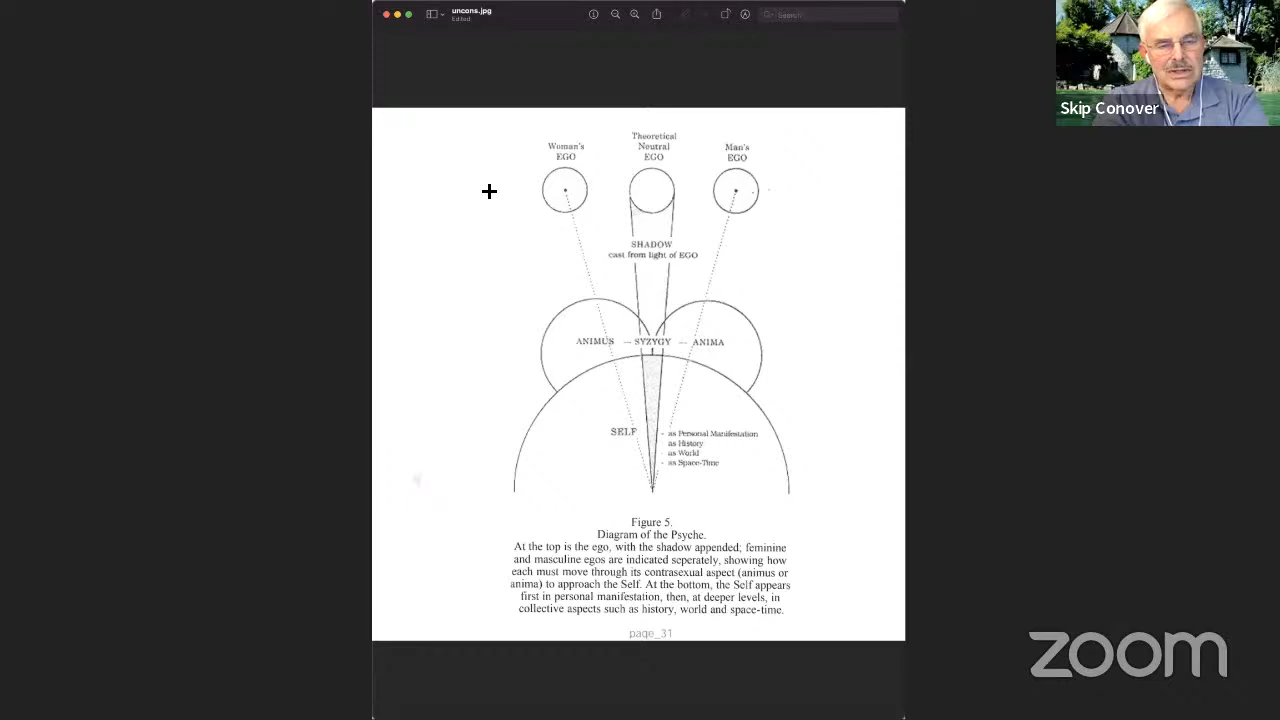 uncons.jpg
Edited
Search
Skip Conover
Woman's
EGO
Theoretical
Neutral
EGO
Man's
EGO
SHADOW
cast from light of EGO
ANIMUS – SYZYGY – ANIMA
SELF
- as Personal Manifestation
as History
as World
- as Space-Time
Figure 5.
Diagram of the Psyche.
At the top is the ego, with the shadow appended; feminine
and masculine egos are indicated seperately, showing how
each must move through its contrasexual aspect (animus or
anima) to approach the Self. At the bottom, the Self appears
first in personal manifestation, then, at deeper levels, in
collective aspects such as history, world and space-time.
page_31
zoom